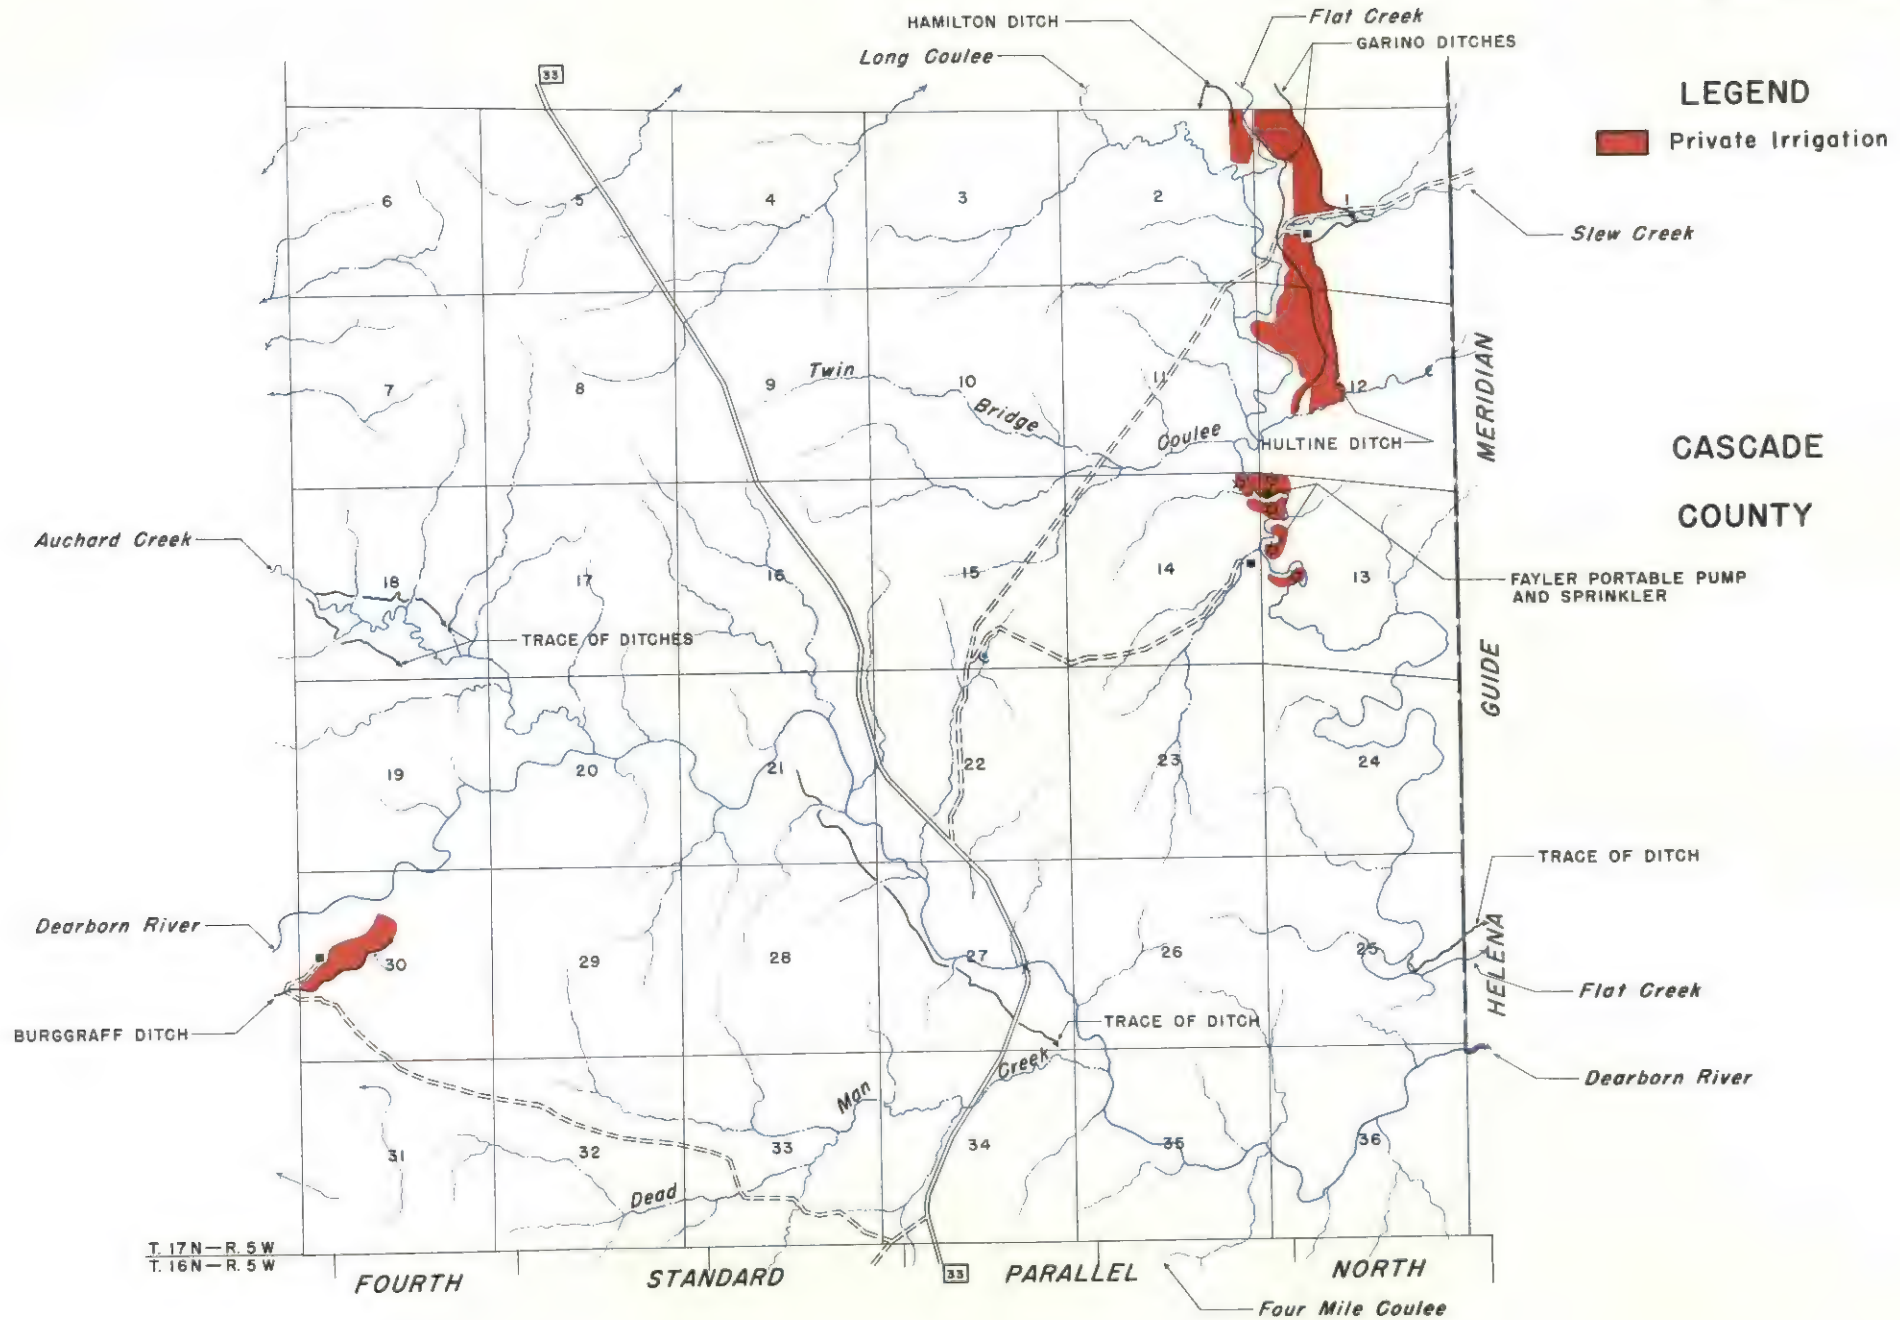 HAMILTON DITCH
Flat Creek
GARINO DITCHES
Long Coulee
33
LEGEND
Private Irrigation
6
5
4
3
2
1
Slew Creek
7
8
9
Twin
10
Bridge
11
Coulee
12
HULTINE DITCH
MERIDIAN
CASCADE
COUNTY
Auchard Creek
18
17
16
15
14
13
FAYLER PORTABLE PUMP
AND SPRINKLER
TRACE OF DITCHES
GUIDE
19
20
21
22
23
24
TRACE OF DITCH
Dearborn River
30
29
28
27
26
25
HELENA
Flat Creek
BURGGRAFF DITCH
TRACE OF DITCH
Creek
Man
Dearborn River
31
32
33
34
35
36
Dead
T. 17N—R. 5W
T. 16N—R. 5W
FOURTH
STANDARD
33
PARALLEL
NORTH
Four Mile Coulee